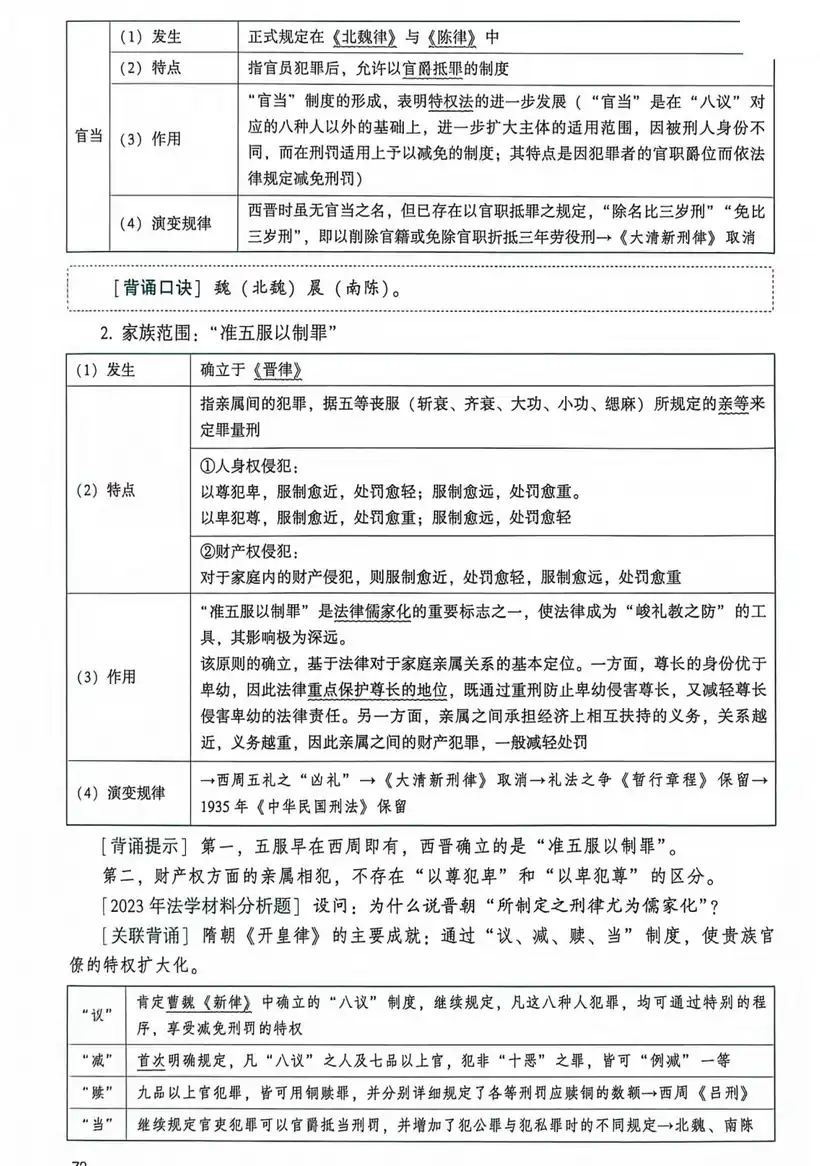 官当
(1) 发生
正式规定在《北魏律》与《陈律》中
(2) 特点
指官员犯罪后，允许以官爵抵罪的制度
(3) 作用
“官当”制度的形成，表明特权法的进一步发展（“官当”是在“八议”对
应的八种人以外的基础上，进一步扩大主体的适用范围，因被刑人身份不
同，而在刑罚适用上予以减免的制度；其特点是因犯罪者的官职爵位而依法
律规定减免刑罚）
(4) 演变规律
西晋时虽无官当之名，但已存在以官职抵罪之规定，“除名比三岁刑”“免比
三岁刑”，即以削除官籍或免除官职折抵三年劳役刑→《大清新刑律》取消
[背诵口诀] 魏（北魏）晨（南陈）。
2. 家族范围：“准五服以制罪”
(1) 发生
确立于《晋律》
(2) 特点
指亲属间的犯罪，据五等丧服（斩衰、齐衰、大功、小功、缌麻）所规定的亲等来
定罪量刑
①人身权侵犯：
以尊犯卑，服制愈近，处罚愈轻；服制愈远，处罚愈重。
以卑犯尊，服制愈近，处罚愈重；服制愈远，处罚愈轻
②财产权侵犯：
对于家庭内的财产侵犯，则服制愈近，处罚愈轻，服制愈远，处罚愈重
(3) 作用
“准五服以制罪”是法律儒家化的重要标志之一，使法律成为“峻礼教之防”的工
具，其影响极为深远。
该原则的确立，基于法律对于家庭亲属关系的基本定位。一方面，尊长的身份优于
卑幼，因此法律重点保护尊长的地位，既通过重刑防止卑幼侵害尊长，又减轻尊长
侵害卑幼的法律责任。另一方面，亲属之间承担经济上相互扶持的义务，关系越
近，义务越重，因此亲属之间的财产犯罪，一般减轻处罚
(4) 演变规律
→西周五礼之“凶礼”→《大清新刑律》取消→礼法之争《暂行章程》保留→
1935年《中华民国刑法》保留
[背诵提示] 第一，五服早在西周即有，西晋确立的是“准五服以制罪”。
第二，财产权方面的亲属相犯，不存在“以尊犯卑”和“以卑犯尊”的区分。
[2023年法学材料分析题] 设问：为什么说晋朝“所制定之刑律尤为儒家化”？
[关联背诵] 隋朝《开皇律》的主要成就：通过“议、减、赎、当”制度，使贵族官
僚的特权扩大化。
“议”
肯定曹魏《新律》中确立的“八议”制度，继续规定，凡这八种人犯罪，均可通过特别的程
序，享受减免刑罚的特权
“减”
首次明确规定，凡“八议”之人及七品以上官，犯非“十恶”之罪，皆可“例减”一等
“赎”
九品以上官犯罪，皆可用铜赎罪，并分别详细规定了各等刑罚应赎铜的数额→西周《吕刑》
“当”
继续规定官吏犯罪可以官爵抵当刑罚，并增加了犯公罪与犯私罪时的不同规定→北魏、南陈